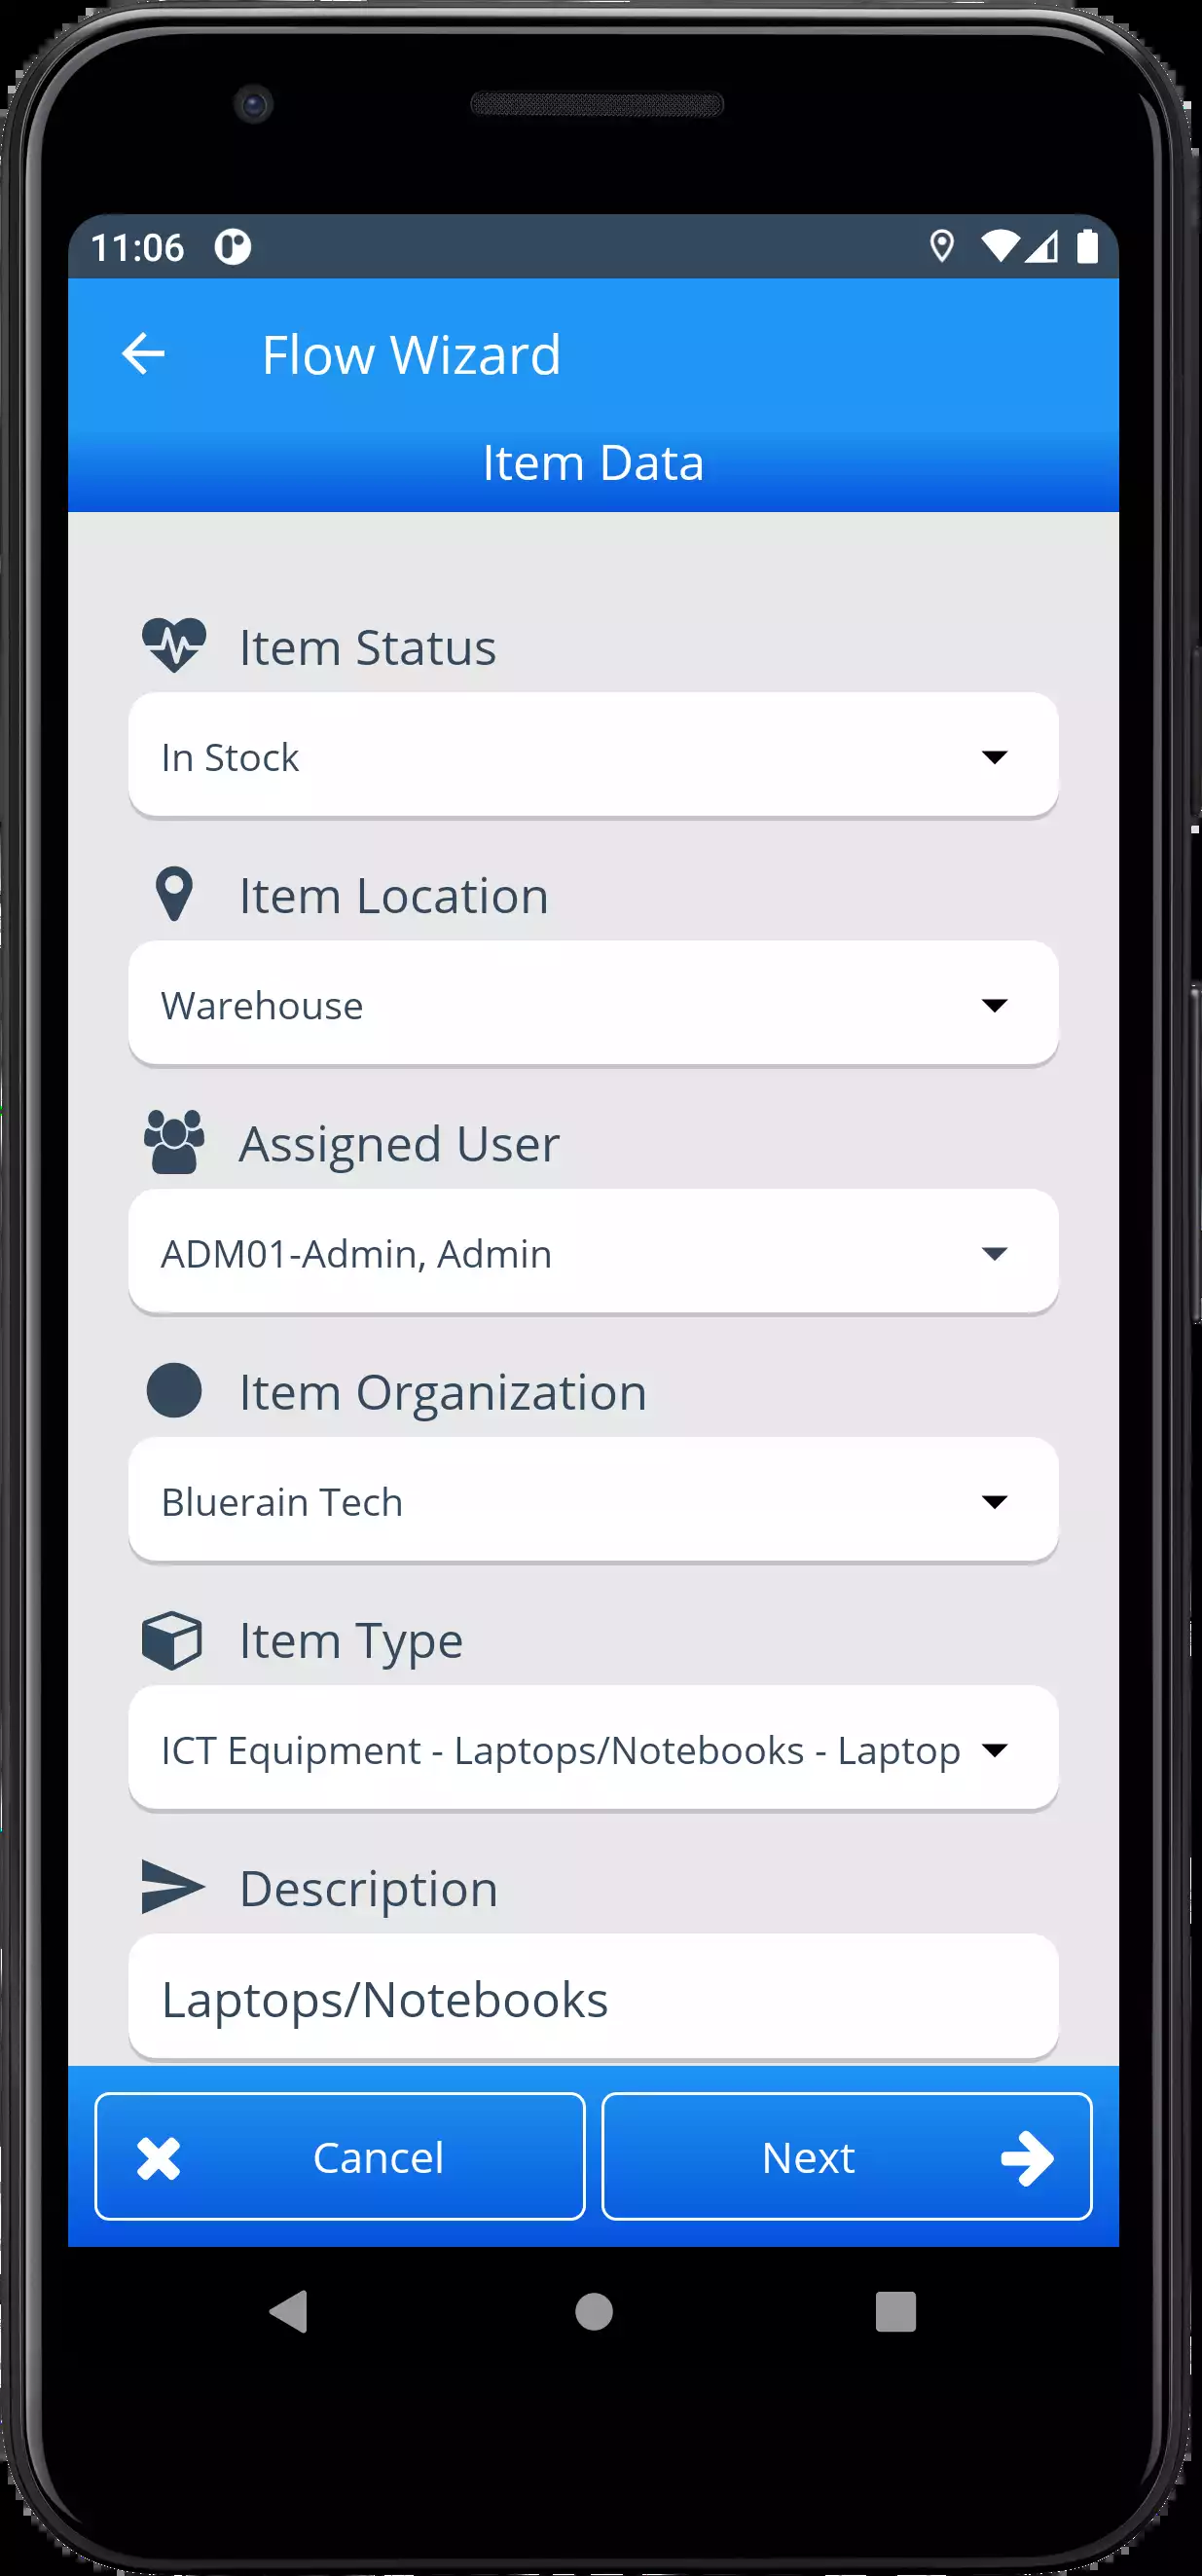 11:06
Flow Wizard
Item Data
Item Status
In Stock
Item Location
Warehouse
Assigned User
ADM01-Admin, Admin
Item Organization
Bluerain Tech
Item Type
ICT Equipment - Laptops/Notebooks - Laptop
Description
Laptops/Notebooks
Cancel
Next